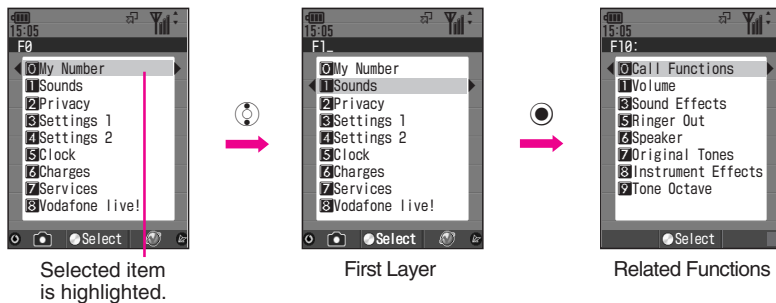 15:05
F0
0My Number
1Sounds
2Privacy
3Settings 1
4Settings 2
5Clock
6Charges
7Services
8Vodafone live!
Select
Selected item
is highlighted.
15:05
F1_
0My Number
1Sounds
2Privacy
3Settings 1
4Settings 2
5Clock
6Charges
7Services
8Vodafone live!
Select
First Layer
15:05
F10:
0Call Functions
1Volume
3Sound Effects
5Ringer Out
6Speaker
7Original Tones
8Instrument Effects
9Tone Octave
Select
Related Functions